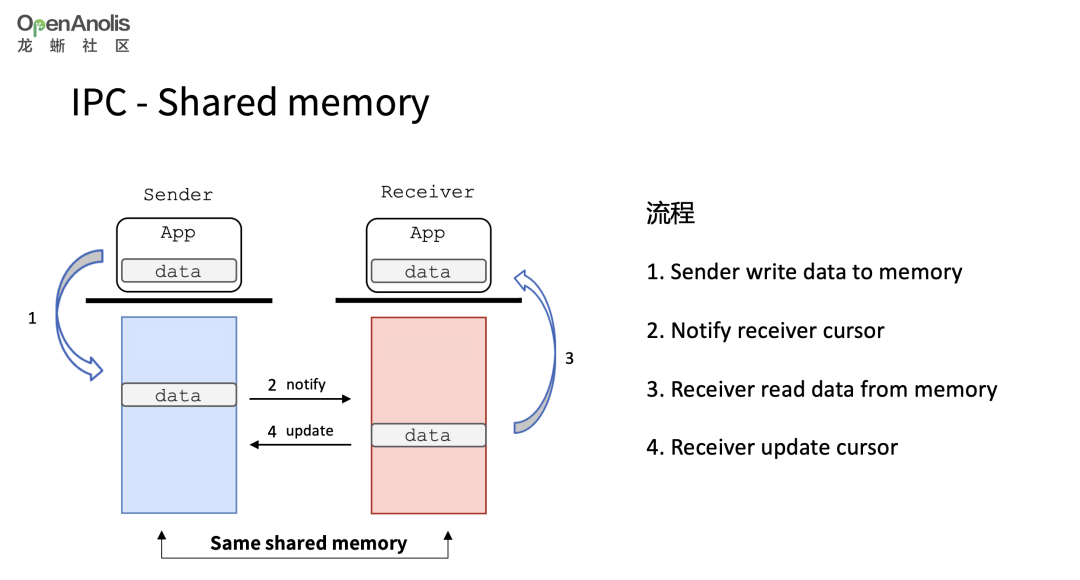 OpenAnolis
龙蜥社区
IPC - Shared memory
Sender
Receiver
App
data
App
data
1
data
2 notify
4 update
data
3
Same shared memory
流程
1. Sender write data to memory
2. Notify receiver cursor
3. Receiver read data from memory
4. Receiver update cursor